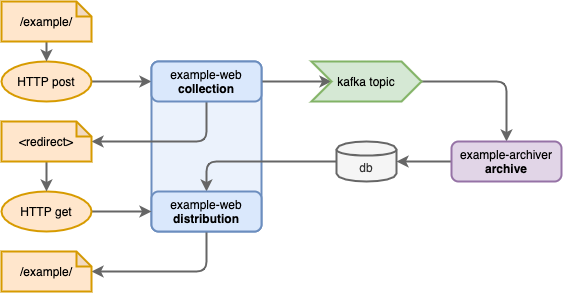 /example/
HTTP post
example-web
collection
kafka topic
<redirect>
db
example-archiver
archive
HTTP get
example-web
distribution
/example/